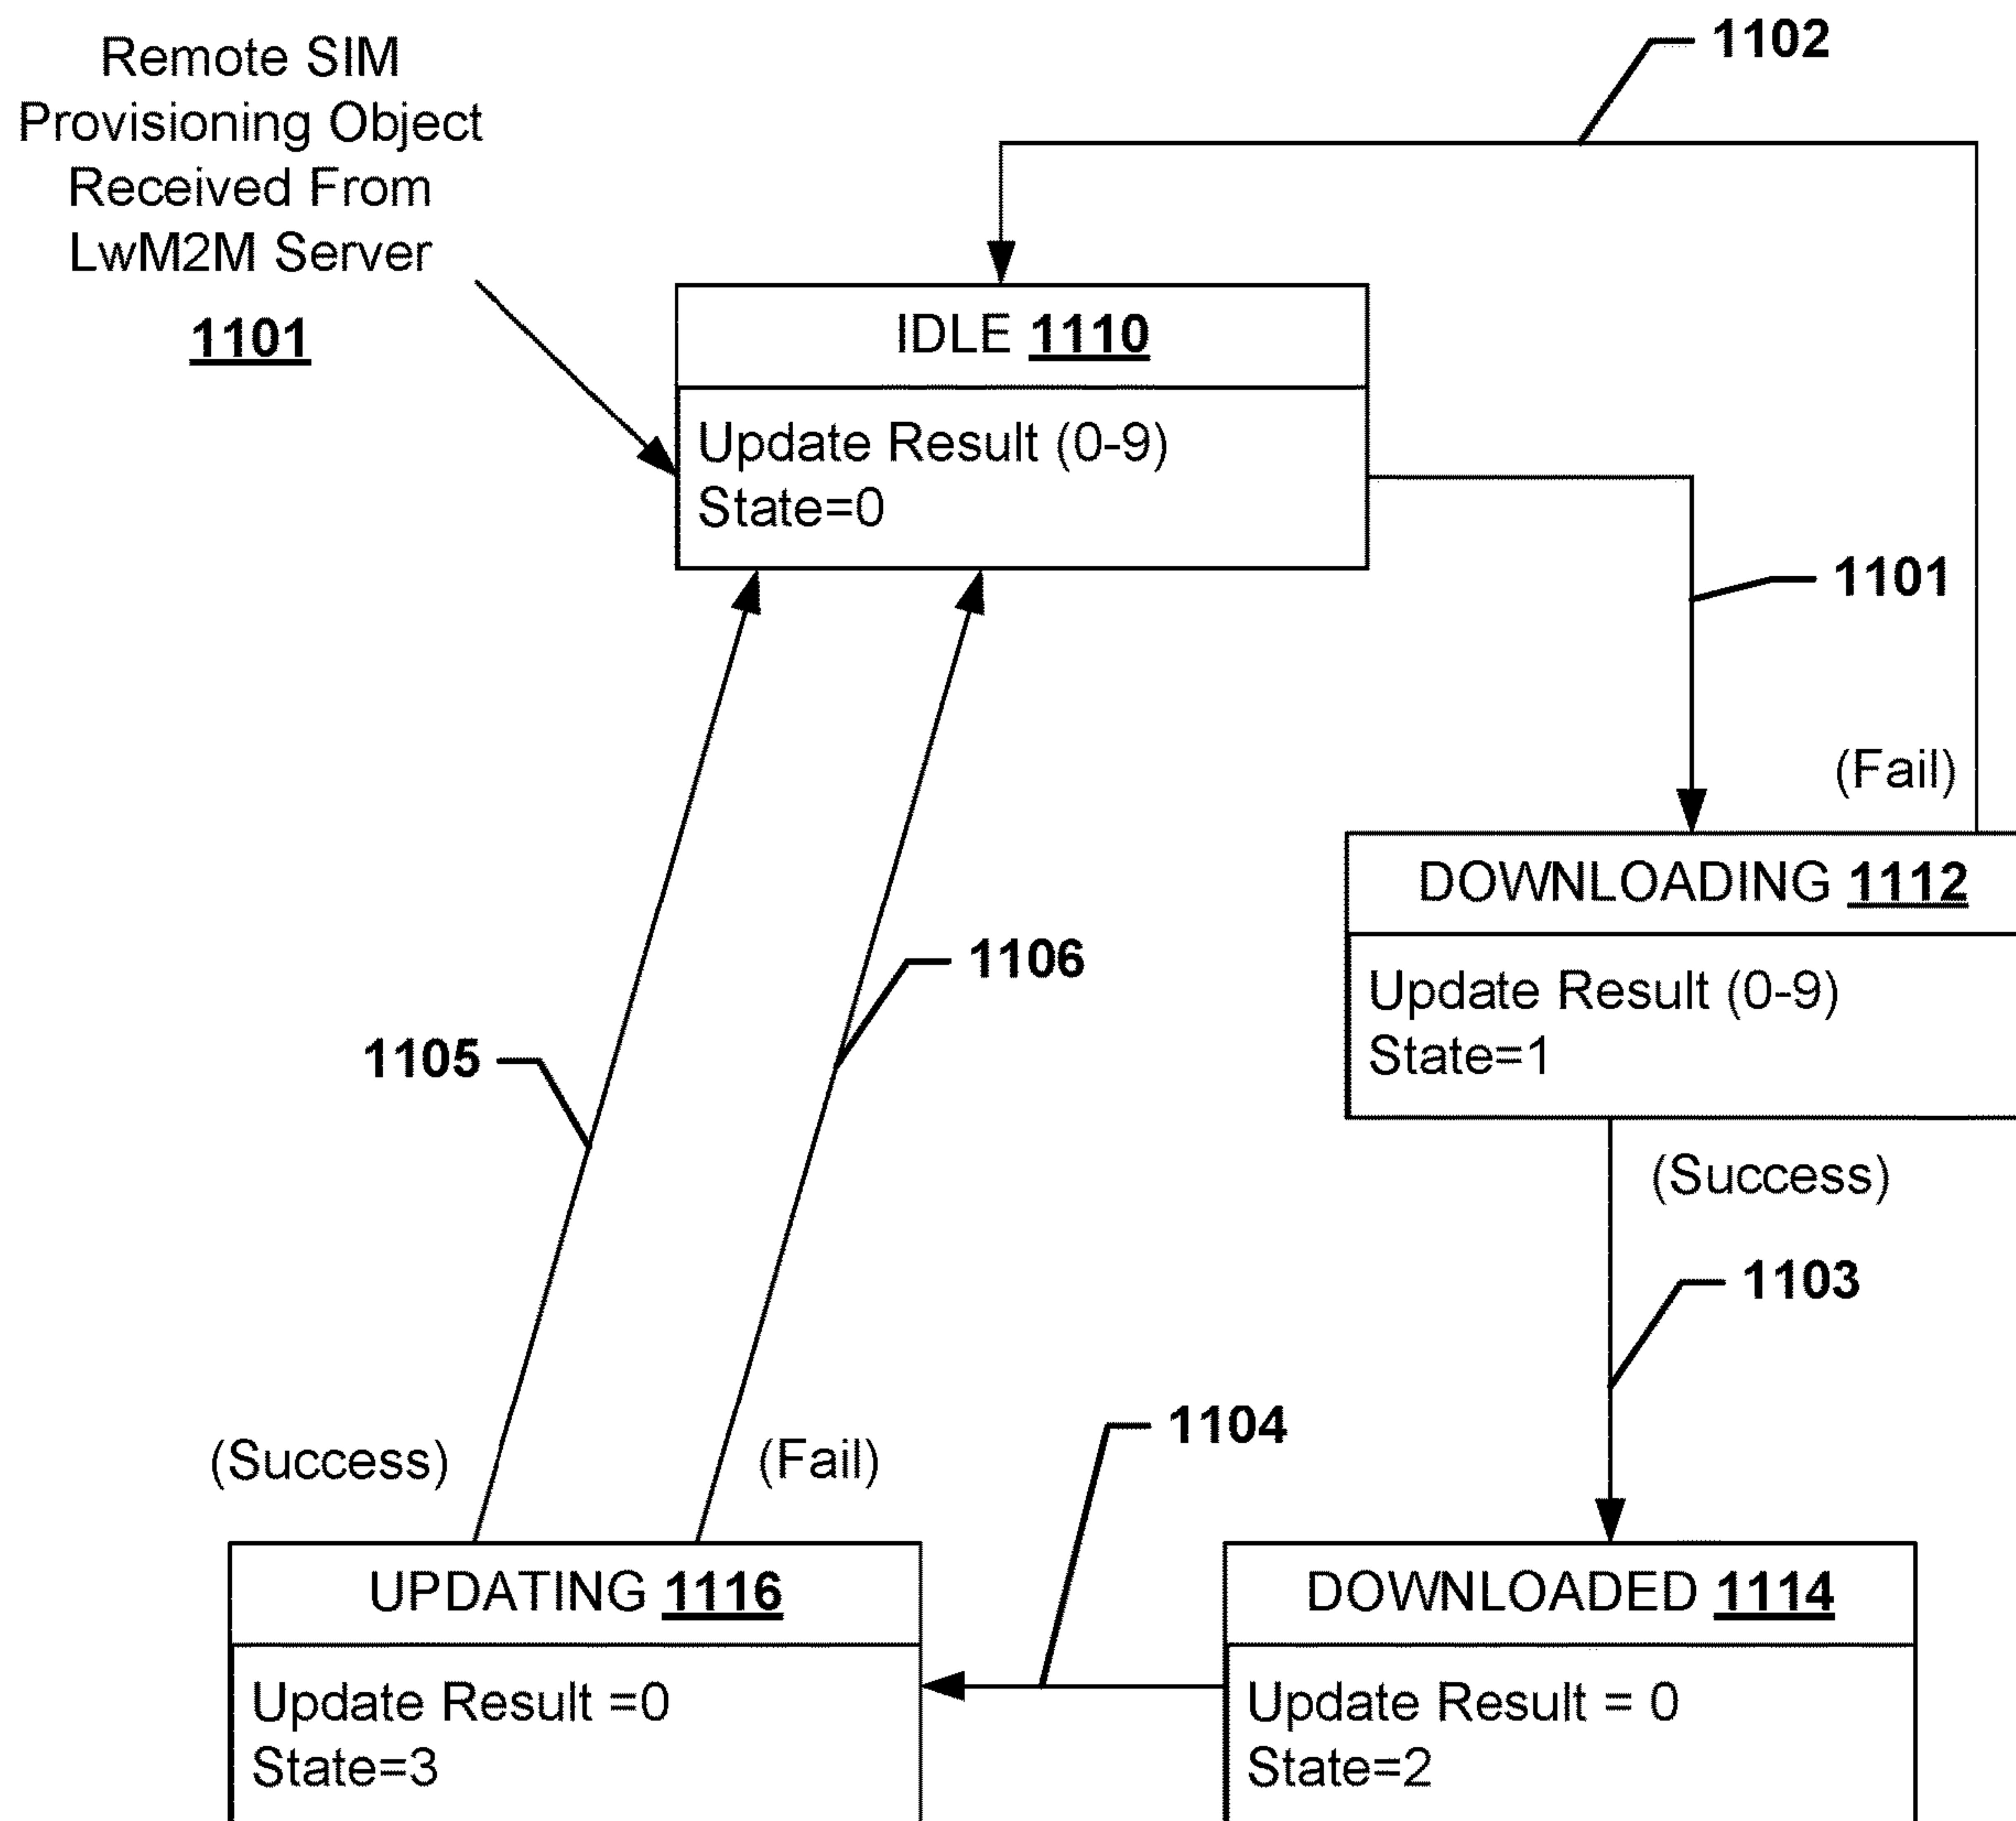 Remote SIM
Provisioning Object
Received From
LwM2M Server
1101
1102
IDLE 1110
Update Result (0-9)
State=0
1101
(Fail)
DOWNLOADING 1112
Update Result (0-9)
State=1
1106
1105
(Success)
1103
1104
(Success)
(Fail)
UPDATING 1116
Update Result =0
State=3
DOWNLOADED 1114
Update Result = 0
State=2